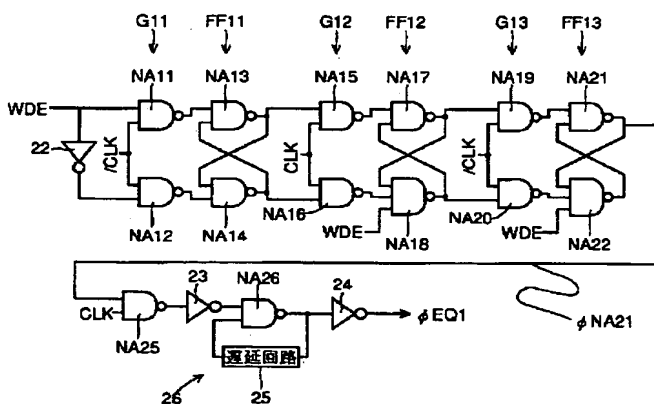 G11 FF11 G12 FF12 G13 FF13
NA11 NA13 NA15 NA17 NA19 NA21
WDE
22 /CLK CLK /CLK
NA16 NA20
WDE WDE
NA12 NA14 NA18 NA22
23 NA26 24
CLK φEQ1
NA25 φNA21
遅延回路
26 25